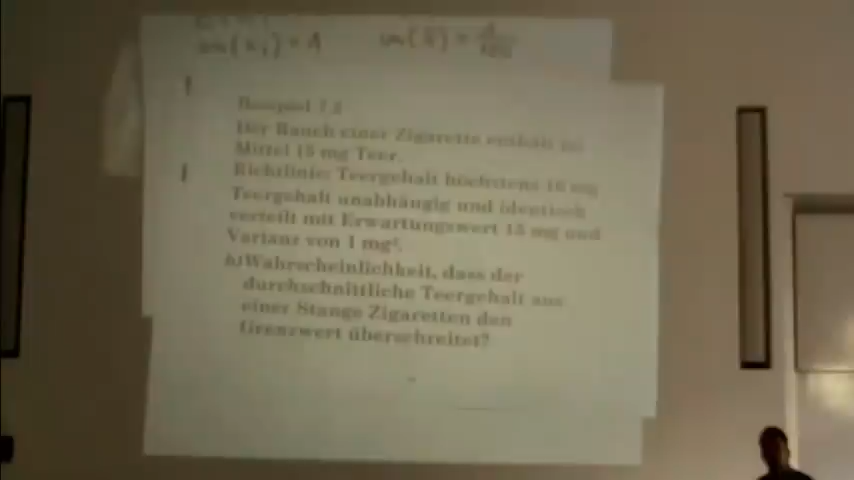 Beispiel 7.2
Der Rauch einer Zigarette enthält im
Mittel 15 mg Teer.
Richtlinie: Teergehalt höchstens 16 mg
Teergehalt unabhängig und identisch
verteilt mit Erwartungswert 15 mg und
Varianz von 1 mg².
Wahrscheinlichkeit, dass der
durchschnittliche Teergehalt aus
einer Stange Zigaretten den
Grenzwert überschreitet?